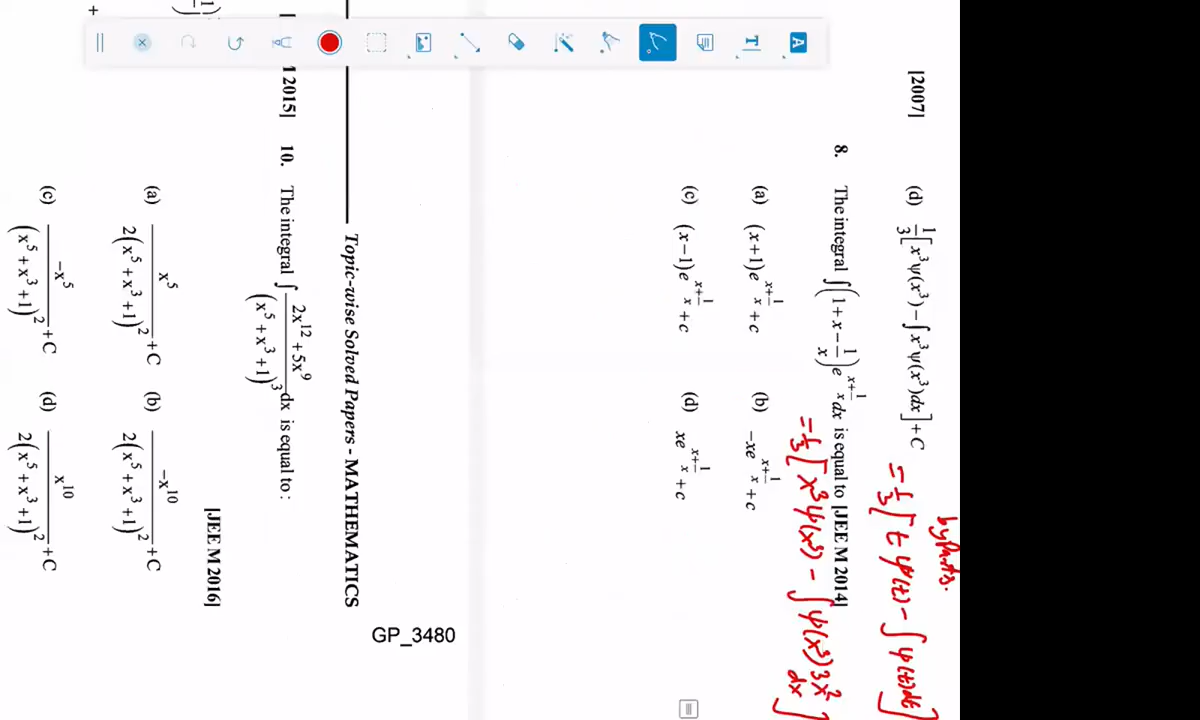 [2007]
(d) 1/3[x³ψ(x³) − ∫x³ψ(x³)dx] + C
by Parts.
= 1/3[t ψ(t) − ∫ψ(t)dt]
8. The integral ∫(1 + x − 1/x)e^(x+1/x) dx is equal to [JEE M 2014]
= 1/3[x³ψ(x³) − ∫ψ(x³)3x² dx]
(a) (x+1)e^(x+1/x) + c (b) −xe^(x+1/x) + c
(c) (x−1)e^(x+1/x) + c (d) xe^(x+1/x) + c
GP_3480
Topic-wise Solved Papers - MATHEMATICS
2015]
10. The integral ∫ (2x¹² + 5x⁹)/(x⁵ + x³ + 1)³ dx is equal to :
[JEE M 2016]
(a) x⁵/2(x⁵ + x³ + 1)² + C (b) −x¹⁰/2(x⁵ + x³ + 1)² + C
(c) −x⁵/(x⁵ + x³ + 1)² + C (d) x¹⁰/2(x⁵ + x³ + 1)² + C